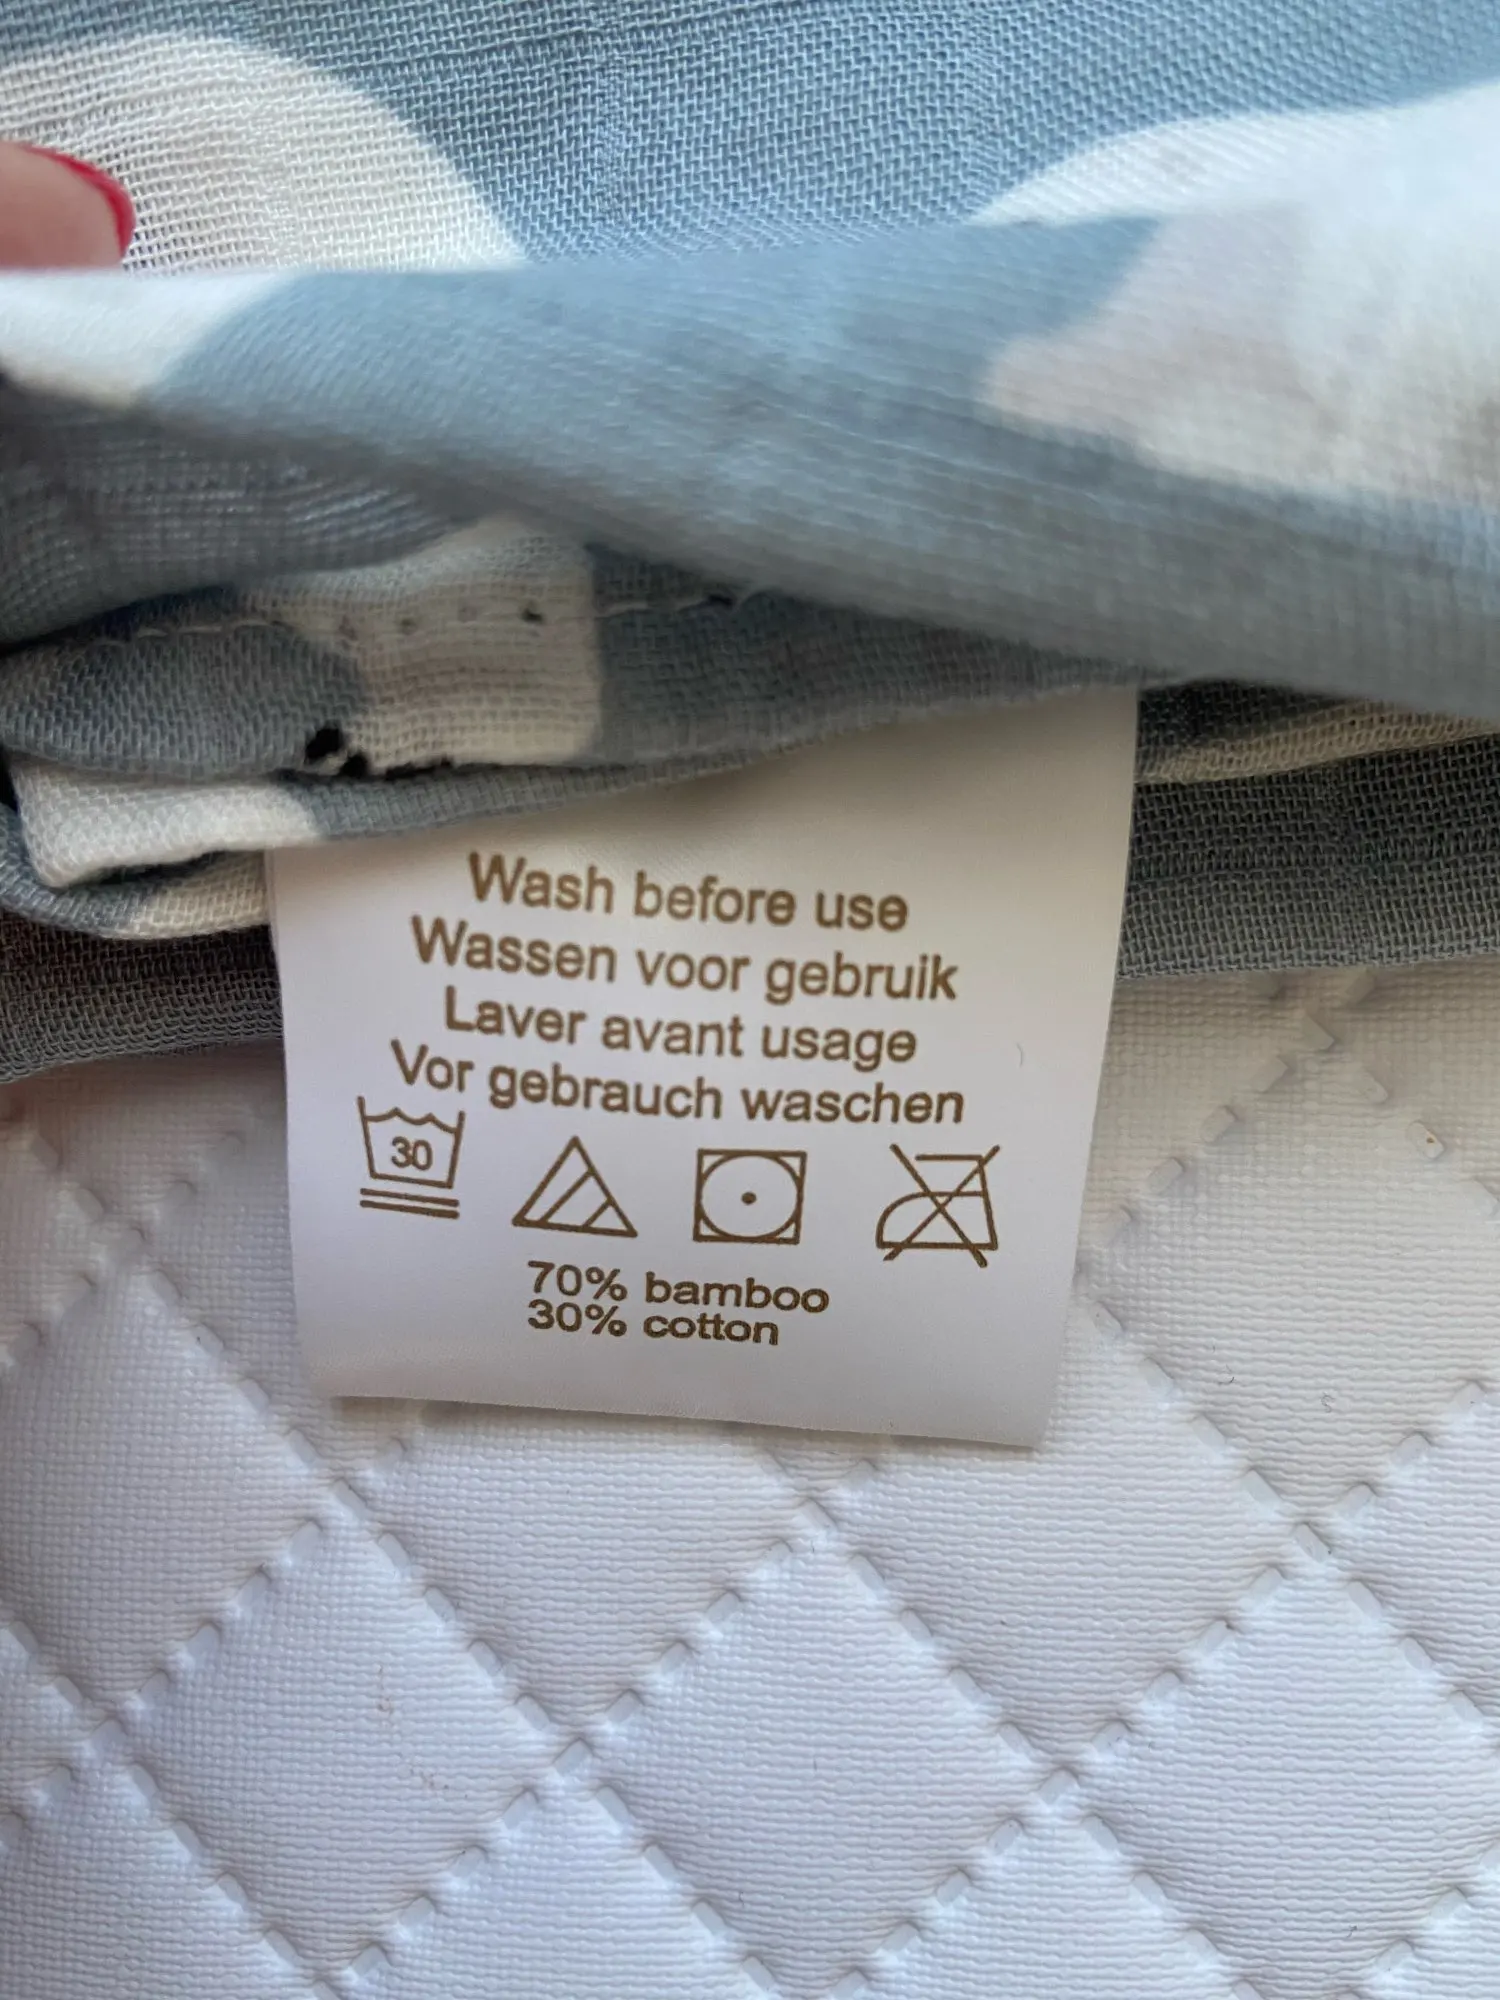 Wash before use
Wassen voor gebruik
Laver avant usage
Vor gebrauch waschen
30
70% bamboo
30% cotton